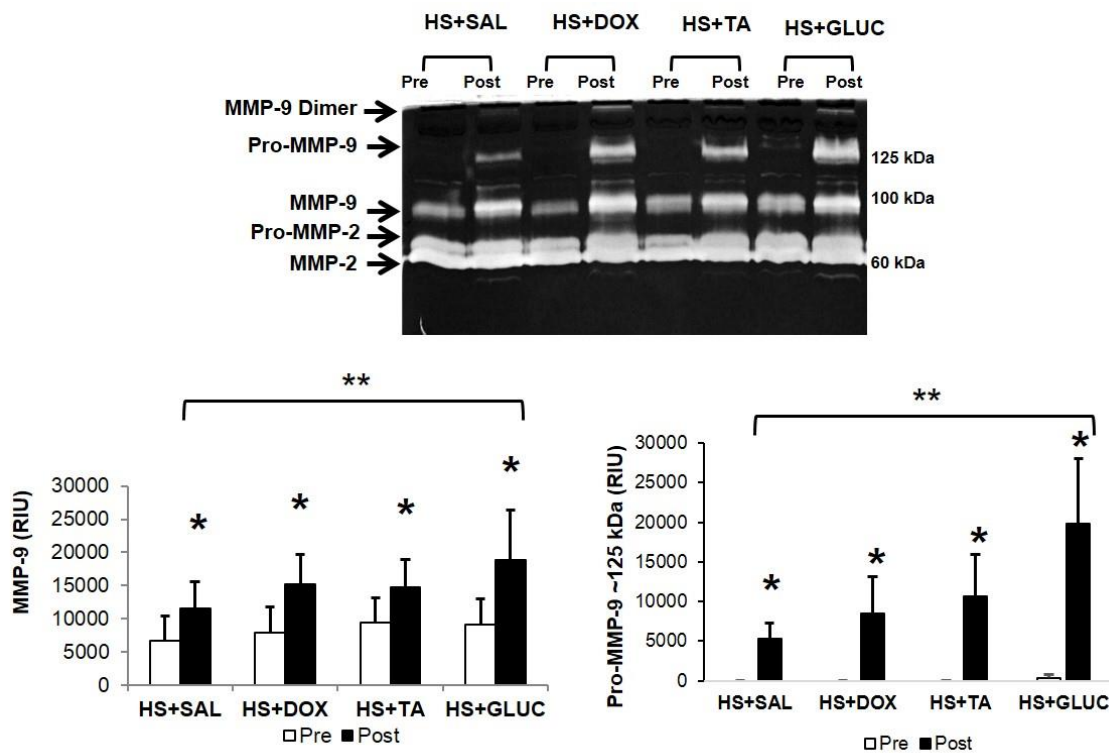 HS+SAL HS+DOX HS+TA HS+GLUC
Pre Post Pre Post Pre Post Pre Post
MMP-9 Dimer
Pro-MMP-9
125 kDa
MMP-9
100 kDa
Pro-MMP-2
MMP-2
60 kDa
**
MMP-9 (RIU)
30000
25000
20000
15000
10000
5000
0
* * * *
HS+SAL HS+DOX HS+TA HS+GLUC
Pre Post
**
Pro-MMP-9 ~125 kDa (RIU)
30000
25000
20000
15000
10000
5000
0
* * * *
HS+SAL HS+DOX HS+TA HS+GLUC
Pre Post